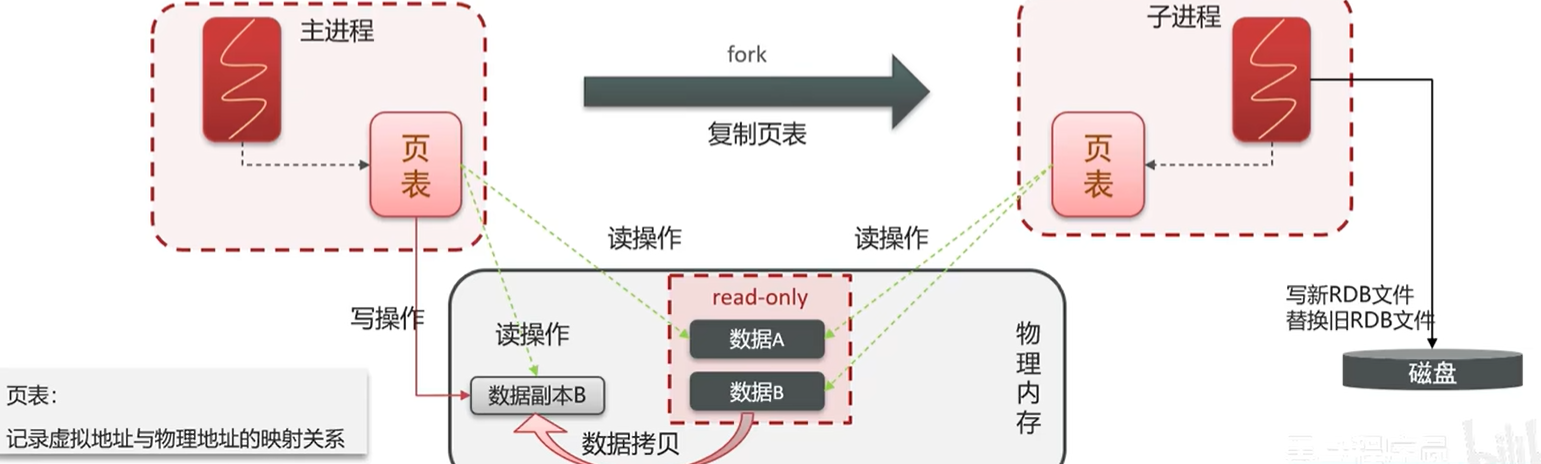 主进程
fork
复制页表
子进程
页表
页表
读操作
读操作
写操作
读操作
read-only
数据A
数据B
数据副本B
数据拷贝
物理内存
写新RDB文件
替换旧RDB文件
磁盘
页表：
记录虚拟地址与物理地址的映射关系